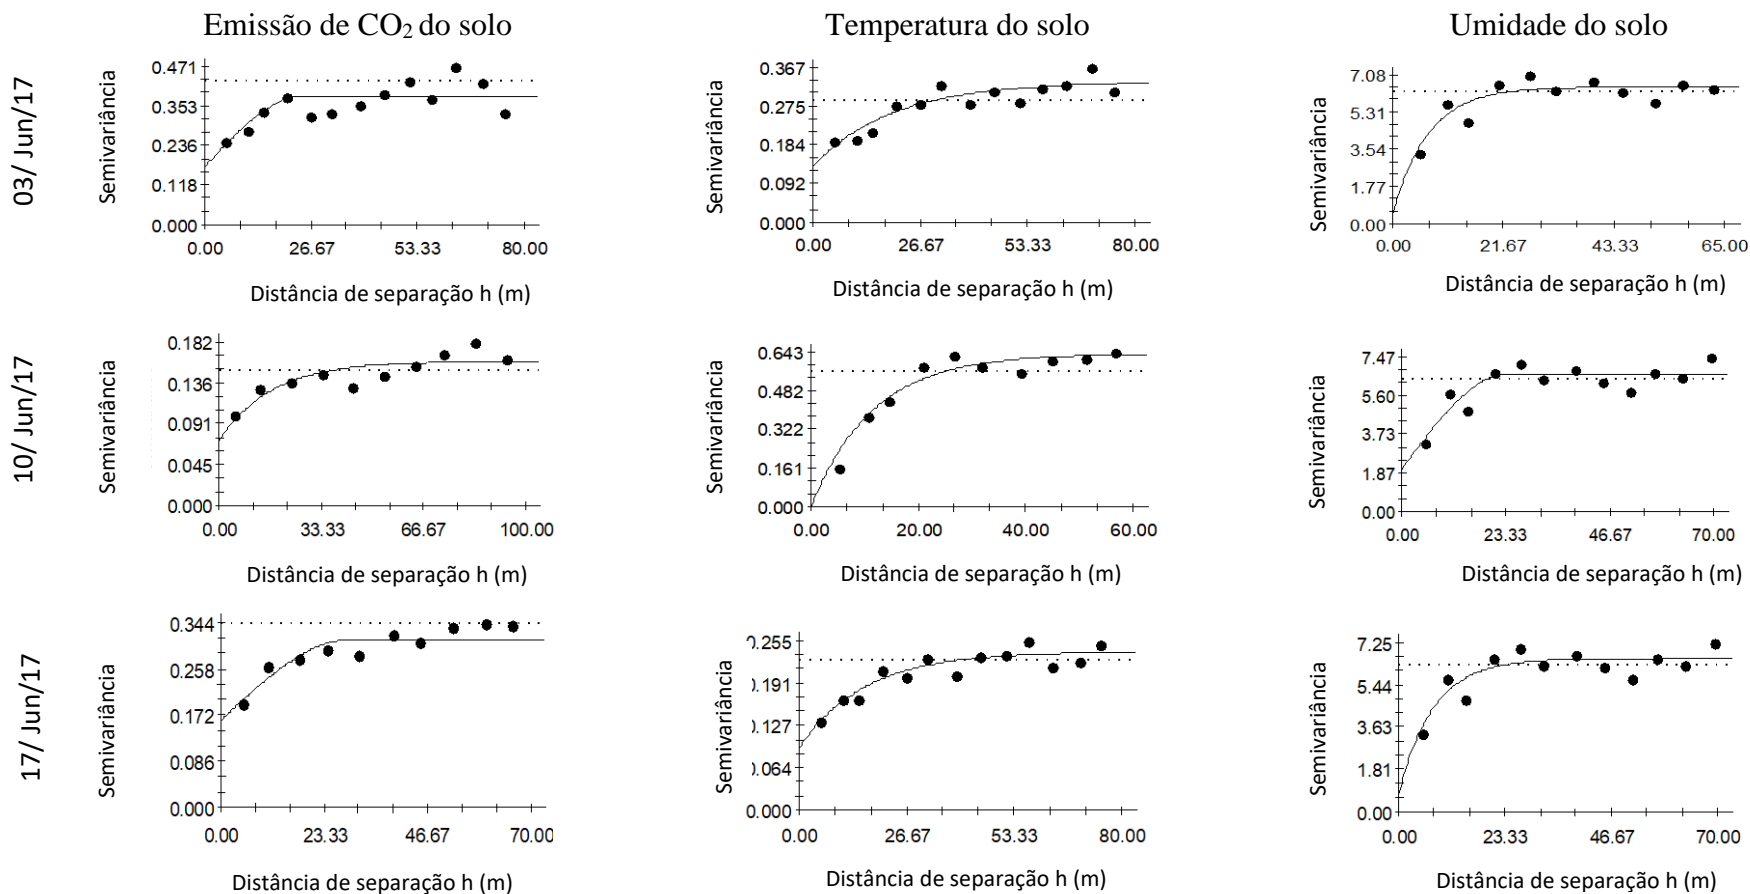 Emissão de CO₂ do solo
Temperatura do solo
Umidade do solo
03/ Jun/17
Semivariância
0.471
0.353
0.236
0.118
0.000
0.00 26.67 53.33 80.00
Distância de separação h (m)
Semivariância
0.367
0.275
0.184
0.092
0.000
0.00 26.67 53.33 80.00
Distância de separação h (m)
Semivariância
7.08
5.31
3.54
1.77
0.00
0.00 21.67 43.33 65.00
Distância de separação h (m)
10/ Jun/17
Semivariância
0.182
0.136
0.091
0.045
0.000
0.00 33.33 66.67 100.00
Distância de separação h (m)
Semivariância
0.643
0.482
0.322
0.161
0.000
0.00 20.00 40.00 60.00
Distância de separação h (m)
Semivariância
7.47
5.60
3.73
1.87
0.00
0.00 23.33 46.67 70.00
Distância de separação h (m)
17/ Jun/17
Semivariância
0.344
0.258
0.172
0.086
0.000
0.00 23.33 46.67 70.00
Distância de separação h (m)
Semivariância
0.255
0.191
0.127
0.064
0.000
0.00 26.67 53.33 80.00
Distância de separação h (m)
Semivariância
7.25
5.44
3.63
1.81
0.00
0.00 23.33 46.67 70.00
Distância de separação h (m)